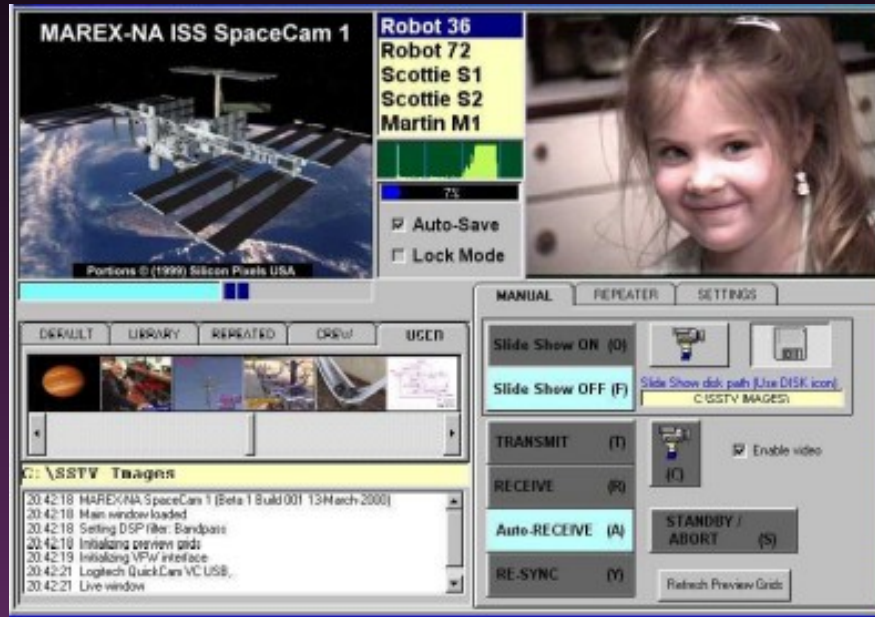 MAREX-NA ISS SpaceCam 1
Portions © (1999) Silicon Pixels USA
Robot 36
Robot 72
Scottie S1
Scottie S2
Martin M1
7%
Auto-Save
Lock Mode
DEFAULT LIBRARY REPEATED CREW USER
C:\SSTV Images
20:42:18 MAREX-NA SpaceCam 1 (Beta 1 Build 001 13-March-2000)
20:42:18 Main window loaded
20:42:18 Setting DSP filter: Bandpass
20:42:18 Initializing preview grids
20:42:19 Initializing VFW interface
20:42:21 Logitech QuickCam VC USB,
20:42:21 Live window
MANUAL REPEATER SETTINGS
Slide Show ON (O)
Slide Show OFF (F)
Slide Show disk path (Use DISK icon)
C:\SSTV IMAGES\
TRANSMIT (T)
RECEIVE (R)
Auto-RECEIVE (A)
RE-SYNC (Y)
(C)
Enable video
STANDBY /
ABORT (S)
Refresh Preview Grids